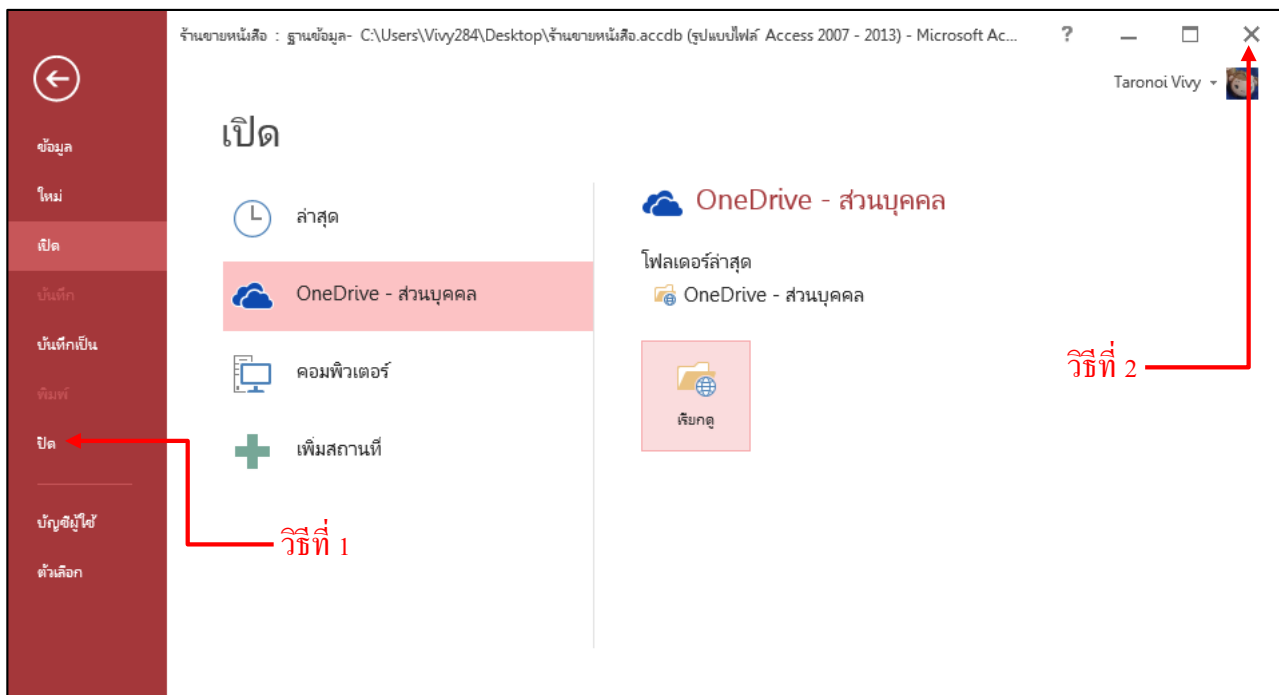 ร้านขายหนังสือ : ฐานข้อมูล- C:\Users\Vivy284\Desktop\ร้านขายหนังสือ.accdb (รูปแบบไฟล์ Access 2007 - 2013) - Microsoft Ac... ?
Taronoi Vivy
ข้อมูล
ใหม่
เปิด
บันทึก
บันทึกเป็น
พิมพ์
ปิด
บัญชีผู้ใช้
ตัวเลือก
เปิด
ล่าสุด
OneDrive - ส่วนบุคคล
คอมพิวเตอร์
เพิ่มสถานที่
วิธีที่ 1
OneDrive - ส่วนบุคคล
โฟลเดอร์ล่าสุด
OneDrive - ส่วนบุคคล
เรียกดู
วิธีที่ 2